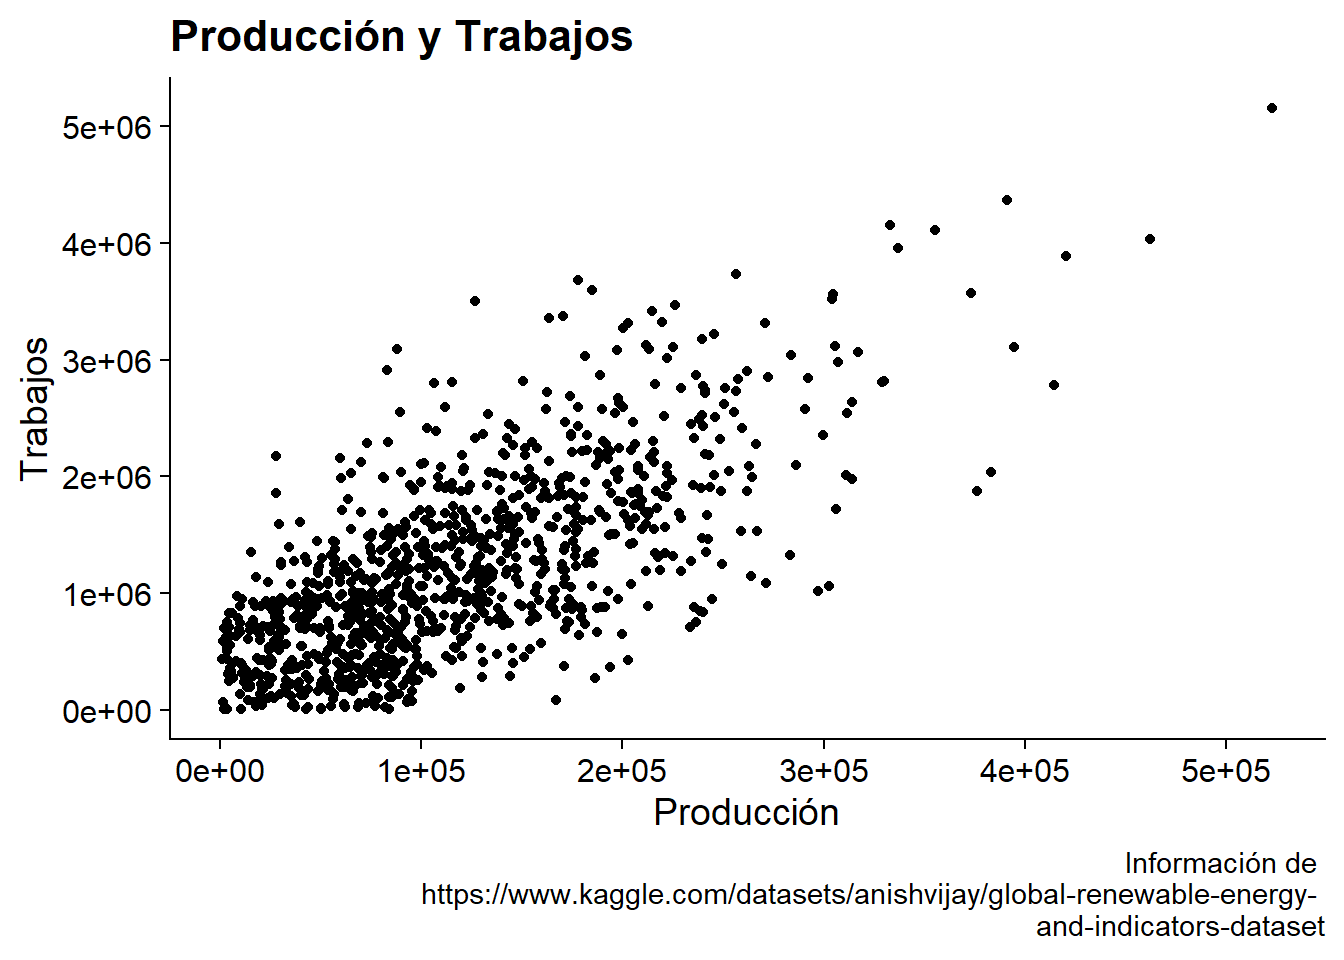 Producción y Trabajos
5e+06
4e+06
3e+06
2e+06
1e+06
0e+00
Trabajos
0e+00 1e+05 2e+05 3e+05 4e+05 5e+05
Producción
Información de
https://www.kaggle.com/datasets/anishvijay/global-renewable-energy-
and-indicators-dataset